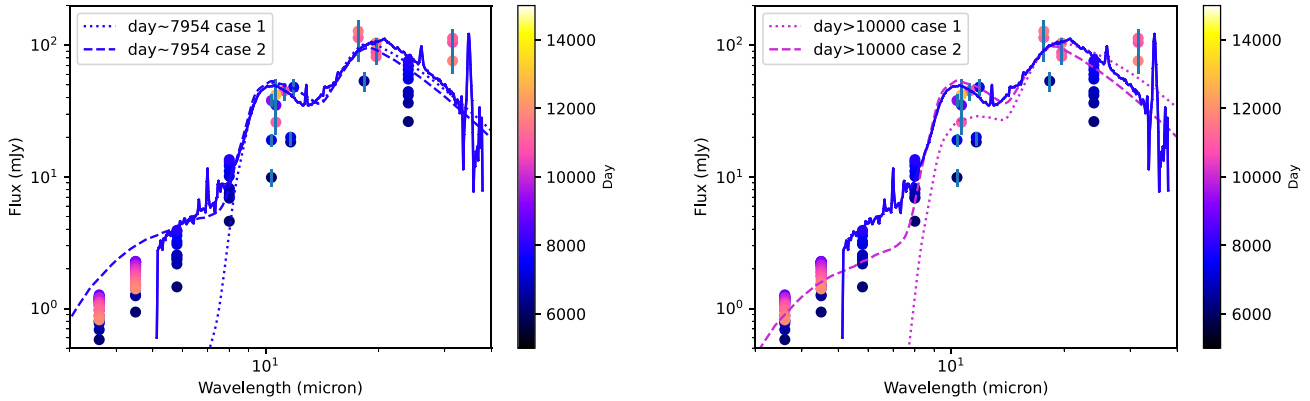 day~7954 case 1
day~7954 case 2
10²
10¹
10⁰
Flux (mJy)
10¹
Wavelength (micron)
14000
12000
10000
8000
6000
Day
day>10000 case 1
day>10000 case 2
10²
10¹
10⁰
Flux (mJy)
10¹
Wavelength (micron)
14000
12000
10000
8000
6000
Day